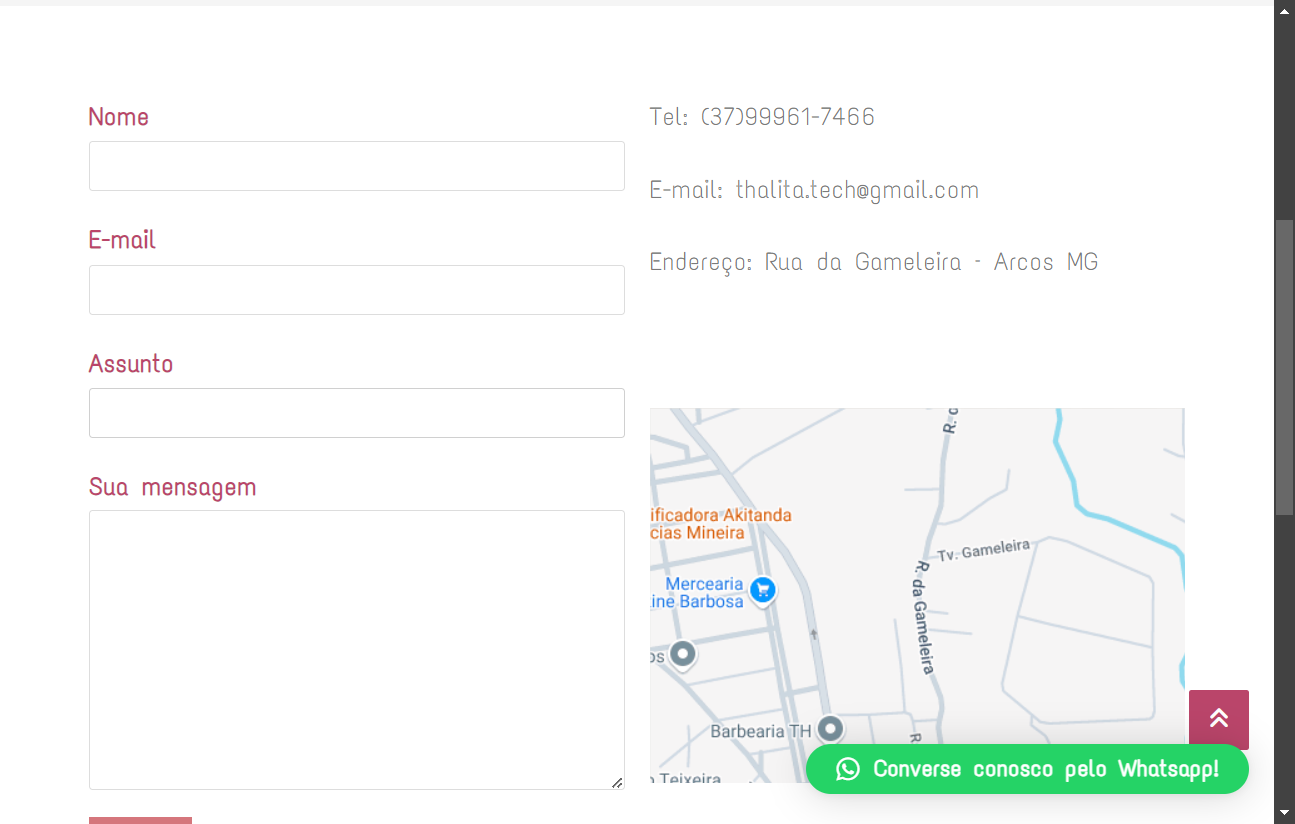 Nome
E-mail
Assunto
Sua mensagem
Tel: (37)99961-7466
E-mail: thalita.tech@gmail.com
Endereço: Rua da Gameleira - Arcos MG
ificadora Akitanda
cias Mineira
Mercearia
ine Barbosa
os
Barbearia TH
Teixeira
R. o
Tv. Gameleira
R. da Gameleira
R
Converse conosco pelo Whatsapp!